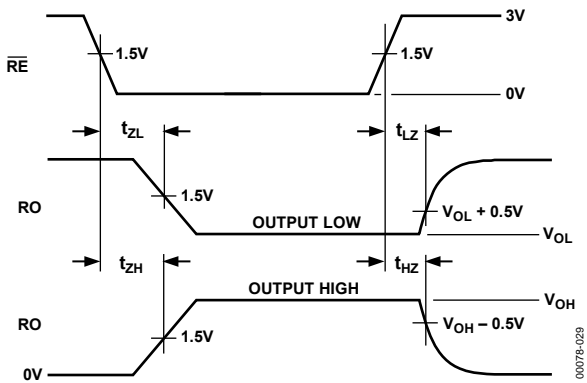 3V
RE
1.5V
1.5V
0V
tZL
tLZ
RO
1.5V
OUTPUT LOW
VOL + 0.5V
VOL
tZH
tHZ
OUTPUT HIGH
VOH
RO
1.5V
VOH – 0.5V
0V
00078-029